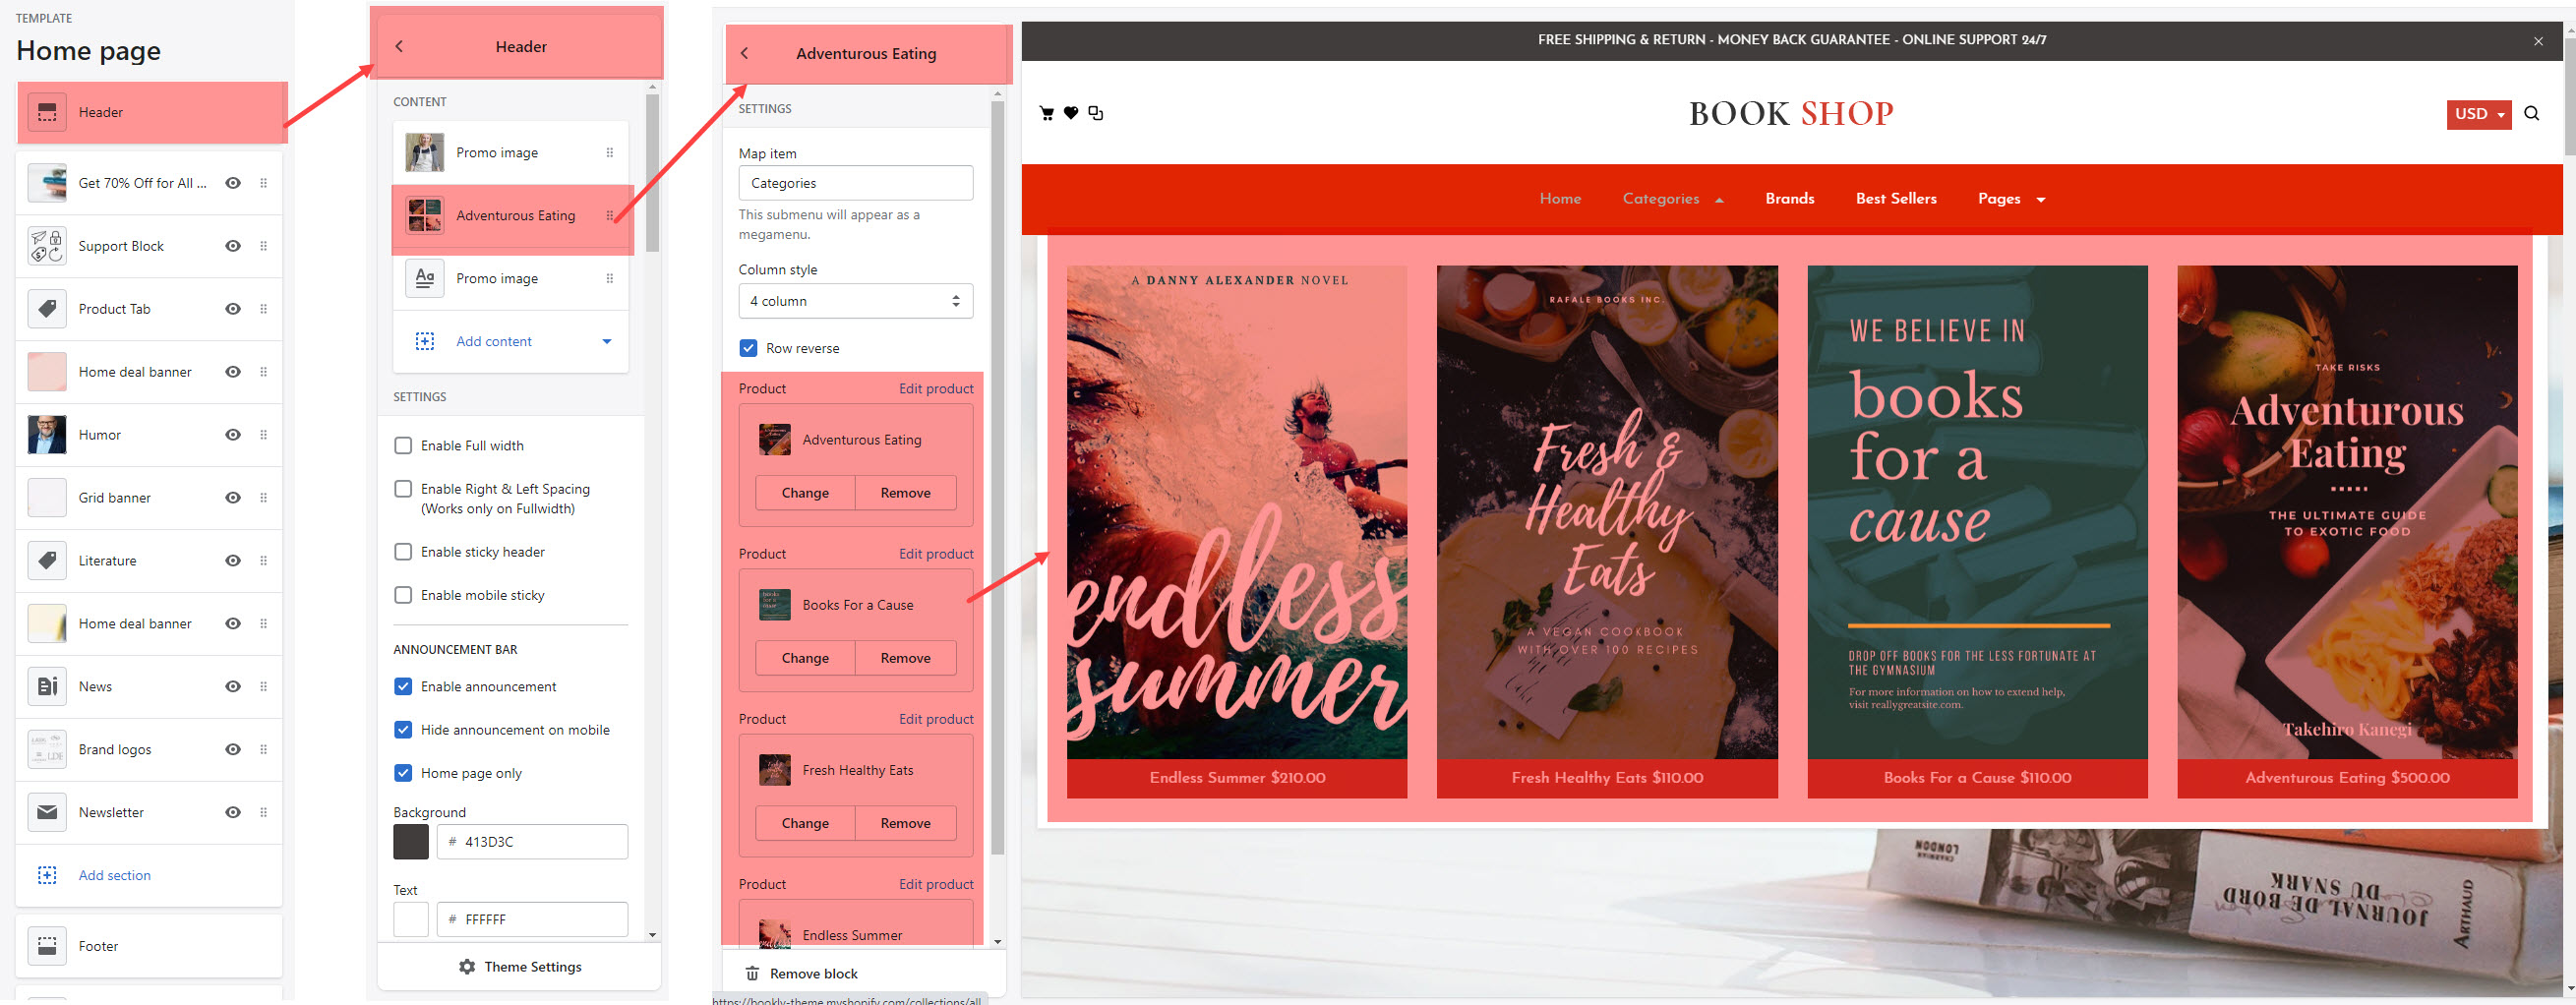 TEMPLATE
Home page
Header
Get 70% Off for All ...
Support Block
Product Tab
Home deal banner
Humor
Grid banner
Literature
Home deal banner
News
Brand logos
Newsletter
Add section
Footer
Header
CONTENT
Promo image
Adventurous Eating
Promo image
Add content
SETTINGS
Enable Full width
Enable Right & Left Spacing
(Works only on Fullwidth)
Enable sticky header
Enable mobile sticky
ANNOUNCEMENT BAR
Enable announcement
Hide announcement on mobile
Home page only
Background
# 413D3C
Text
# FFFFFF
Theme Settings
Adventurous Eating
SETTINGS
Map item
Categories
This submenu will appear as a
megamenu.
Column style
4 column
Row reverse
Product Edit product
Adventurous Eating
Change Remove
Product Edit product
Books For a Cause
Change Remove
Product Edit product
Fresh Healthy Eats
Change Remove
Product Edit product
Endless Summer
Remove block
https://bookly-theme.myshopify.com/collections/all
FREE SHIPPING & RETURN - MONEY BACK GUARANTEE - ONLINE SUPPORT 24/7
BOOK SHOP
USD
Home Categories Brands Best Sellers Pages
A DANNY ALEXANDER NOVEL
endless
summer
Endless Summer $210.00
RAFALE BOOKS INC.
Fresh &
Healthy
Eats
A VEGAN COOKBOOK
WITH OVER 100 RECIPES
Fresh Healthy Eats $110.00
WE BELIEVE IN
books
for a
cause
DROP OFF BOOKS FOR THE LESS FORTUNATE AT
THE GYMNASIUM
For more information on how to extend help,
visit reallygreatsite.com.
Books For a Cause $110.00
TAKE RISKS
Adventurous
Eating
THE ULTIMATE GUIDE
TO EXOTIC FOOD
Takehiro Kanegi
Adventurous Eating $500.00
LONDON
JOURNAL DE BORD
DU SNARK
ARTHAUD